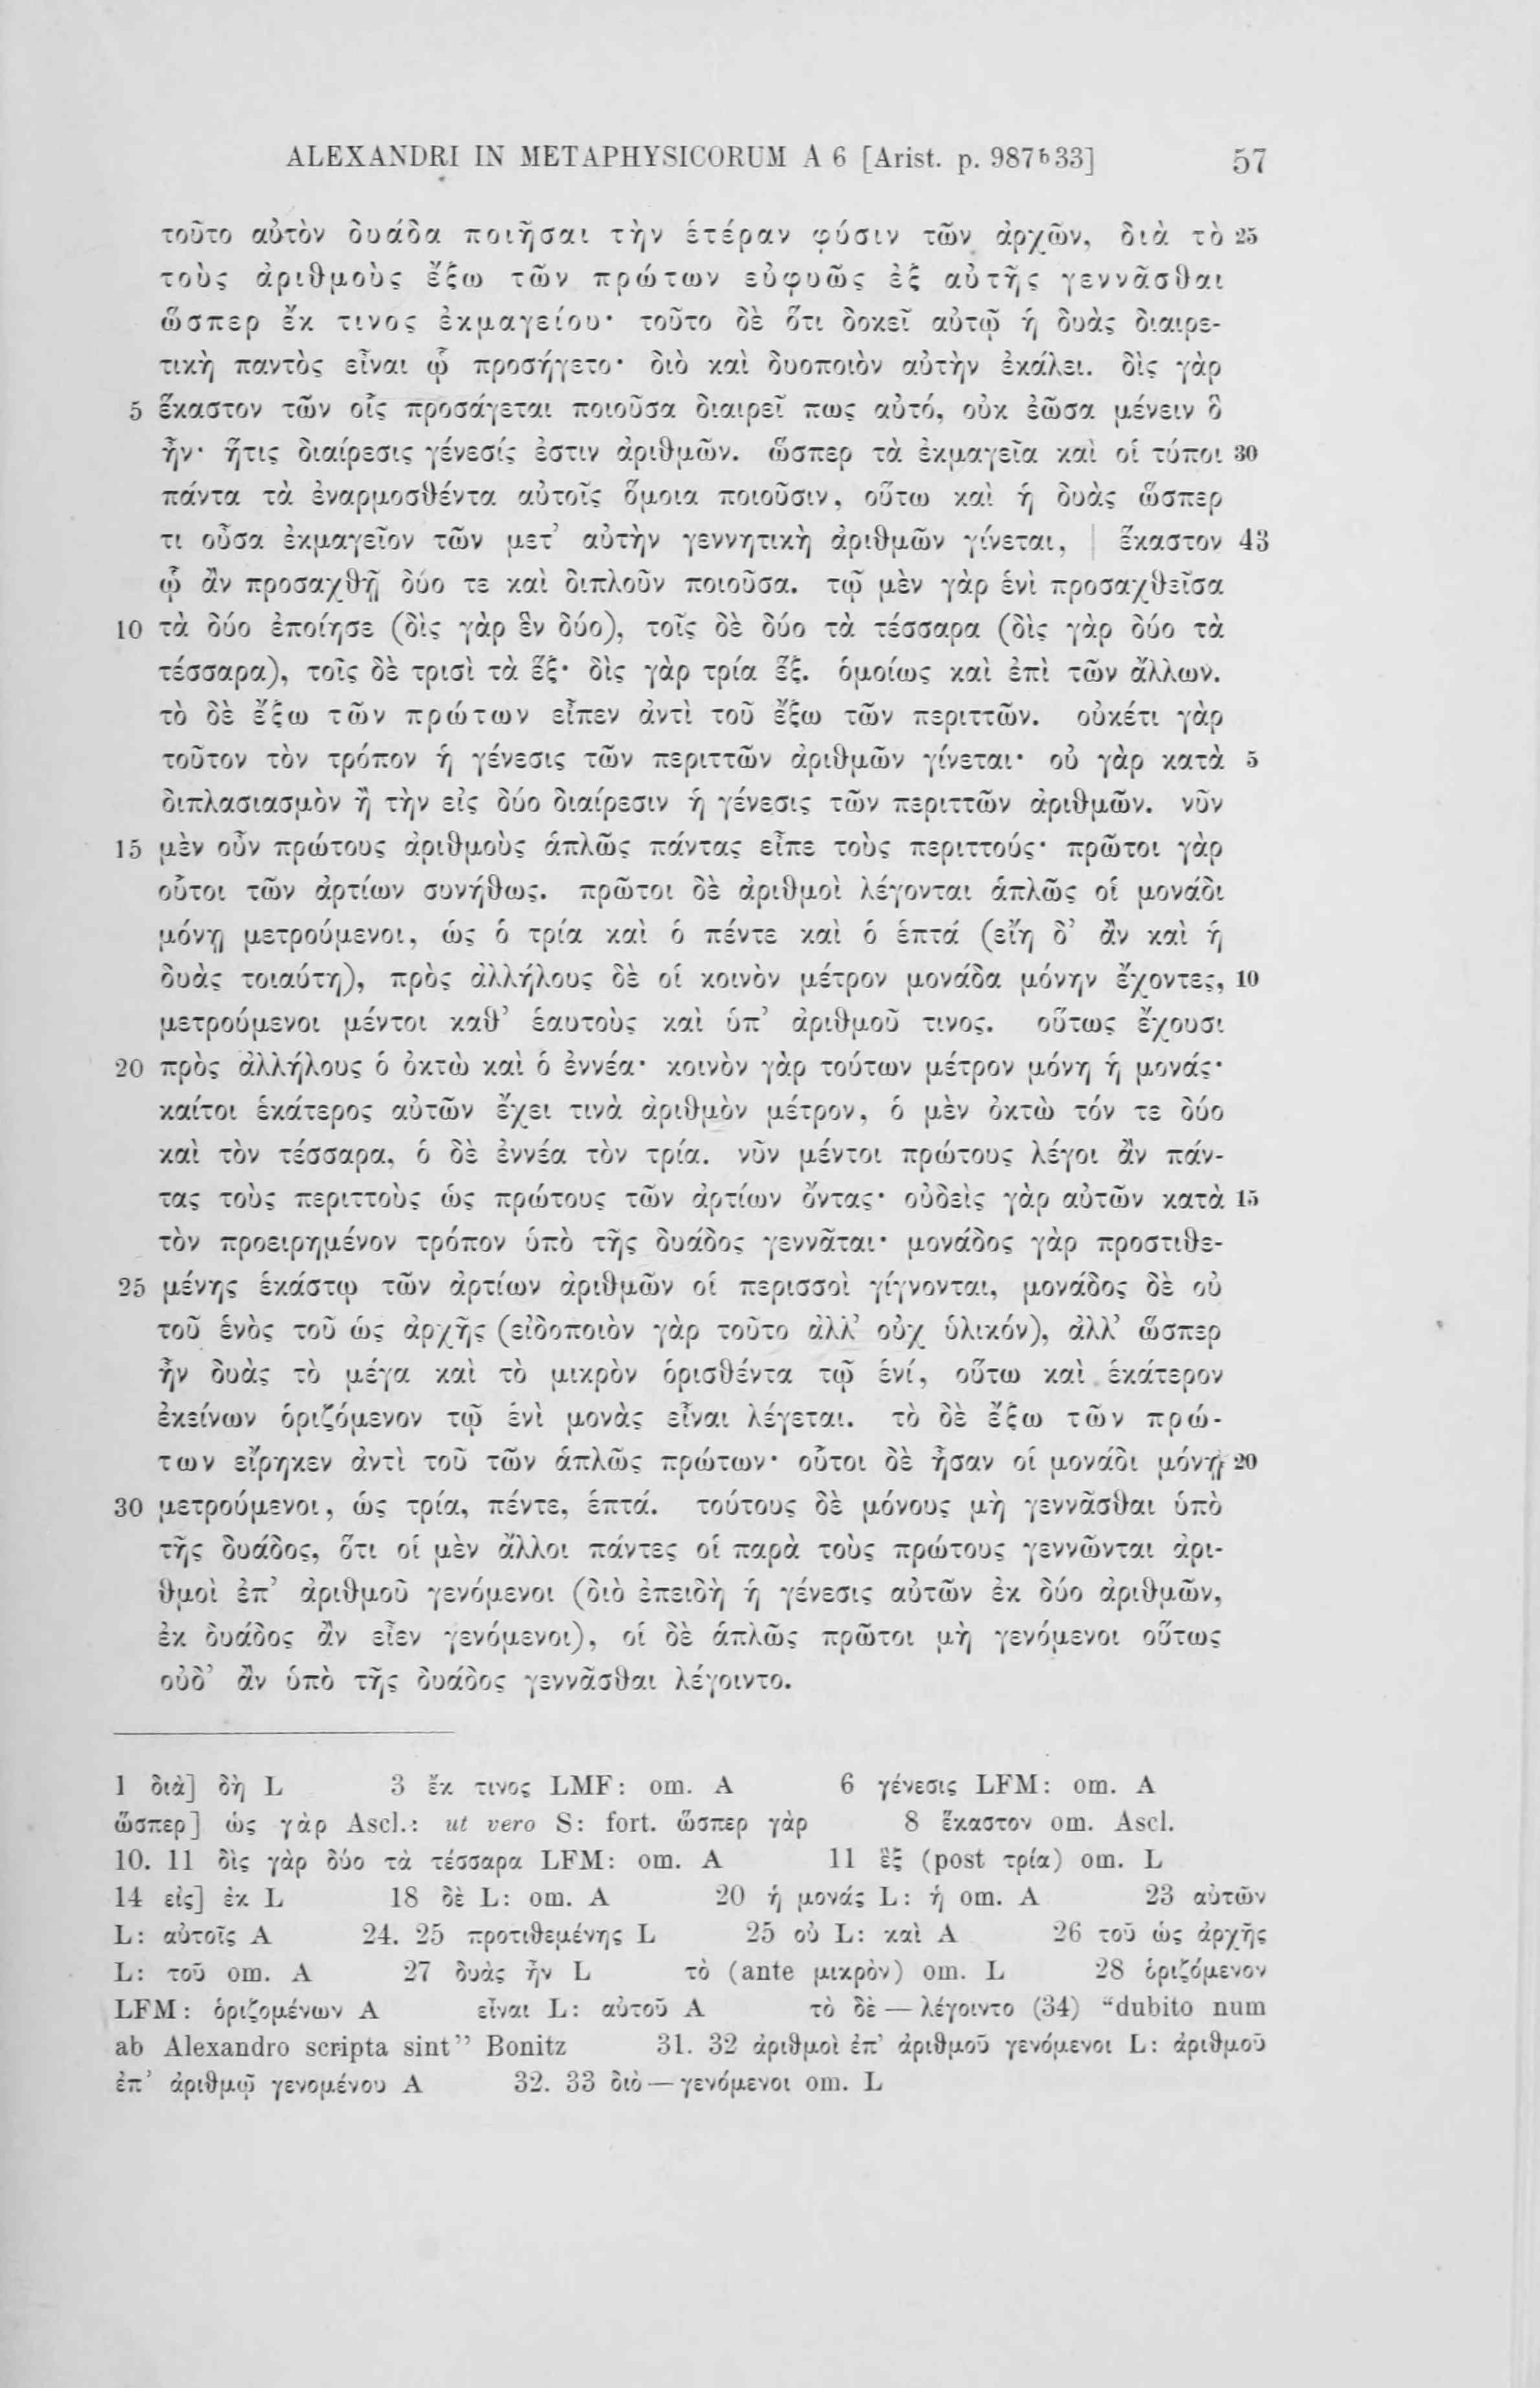 ALEXANDRI IN METAPHYSICORUM A 6 [Arist. p. 987b33] 57
τοῦτο αὐτὸν δυάδα ποιῆσαι τὴν ἑτέραν φύσιν τῶν ἀρχῶν, διὰ τὸ 25
τοὺς ἀριθμοὺς ἔξω τῶν πρώτων εὐφυῶς ἐξ αὐτῆς γεννᾶσθαι
ὥσπερ ἔκ τινος ἐκμαγείου· τοῦτο δὲ ὅτι δοκεῖ αὐτῷ ἡ δυὰς διαιρε-
τικὴ παντὸς εἶναι ᾧ προσήγετο· διὸ καὶ δυοποιὸν αὐτὴν ἐκάλει. δὶς γὰρ
5 ἕκαστον τῶν οἷς προσάγεται ποιοῦσα διαιρεῖ πως αὐτό, οὐκ ἐῶσα μένειν ὃ
ἦν· ἥτις διαίρεσις γένεσίς ἐστιν ἀριθμῶν. ὥσπερ τὰ ἐκμαγεῖα καὶ οἱ τύποι 30
πάντα τὰ ἐναρμοσθέντα αὐτοῖς ὅμοια ποιοῦσιν, οὕτω καὶ ἡ δυὰς ὥσπερ
τι οὖσα ἐκμαγεῖον τῶν μετ’ αὐτὴν γεννητικὴ ἀριθμῶν γίνεται, | ἕκαστον 43
ᾧ ἂν προσαχθῇ δύο τε καὶ διπλοῦν ποιοῦσα. τῷ μὲν γὰρ ἑνὶ προσαχθεῖσα
10 τὰ δύο ἐποίησε (δὶς γὰρ ἓν δύο), τοῖς δὲ δύο τὰ τέσσαρα (δὶς γὰρ δύο τὰ
τέσσαρα), τοῖς δὲ τρισὶ τὰ ἕξ· δὶς γὰρ τρία ἕξ. ὁμοίως καὶ ἐπὶ τῶν ἄλλων.
τὸ δὲ ἔξω τῶν πρώτων εἶπεν ἀντὶ τοῦ ἔξω τῶν περιττῶν. οὐκέτι γὰρ
τοῦτον τὸν τρόπον ἡ γένεσις τῶν περιττῶν ἀριθμῶν γίνεται· οὐ γὰρ κατὰ 5
διπλασιασμὸν ἢ τὴν εἰς δύο διαίρεσιν ἡ γένεσις τῶν περιττῶν ἀριθμῶν. νῦν
15 μὲν οὖν πρώτους ἀριθμοὺς ἁπλῶς πάντας εἶπε τοὺς περιττούς· πρῶτοι γὰρ
οὗτοι τῶν ἀρτίων συνήθως. πρῶτοι δὲ ἀριθμοὶ λέγονται ἁπλῶς οἱ μονάδι
μόνῃ μετρούμενοι, ὡς ὁ τρία καὶ ὁ πέντε καὶ ὁ ἑπτά (εἴη δ’ ἂν καὶ ἡ
δυὰς τοιαύτη), πρὸς ἀλλήλους δὲ οἱ κοινὸν μέτρον μονάδα μόνην ἔχοντες, 10
μετρούμενοι μέντοι καθ’ ἑαυτοὺς καὶ ὑπ’ ἀριθμοῦ τινος. οὕτως ἔχουσι
20 πρὸς ἀλλήλους ὁ ὀκτὼ καὶ ὁ ἐννέα· κοινὸν γὰρ τούτων μέτρον μόνη ἡ μονάς·
καίτοι ἑκάτερος αὐτῶν ἔχει τινὰ ἀριθμὸν μέτρον, ὁ μὲν ὀκτὼ τόν τε δύο
καὶ τὸν τέσσαρα, ὁ δὲ ἐννέα τὸν τρία. νῦν μέντοι πρώτους λέγοι ἂν πάν-
τας τοὺς περιττοὺς ὡς πρώτους τῶν ἀρτίων ὄντας· οὐδεὶς γὰρ αὐτῶν κατὰ 15
τὸν προειρημένον τρόπον ὑπὸ τῆς δυάδος γεννᾶται· μονάδος γὰρ προστιθε-
25 μένης ἑκάστῳ τῶν ἀρτίων ἀριθμῶν οἱ περισσοὶ γίγνονται, μονάδος δὲ οὐ
τοῦ ἑνὸς τοῦ ὡς ἀρχῆς (εἰδοποιὸν γὰρ τοῦτο ἀλλ’ οὐχ ὑλικόν), ἀλλ’ ὥσπερ
ἦν δυὰς τὸ μέγα καὶ τὸ μικρὸν ὁρισθέντα τῷ ἑνί, οὕτω καὶ ἑκάτερον
ἐκείνων ὁριζόμενον τῷ ἑνὶ μονὰς εἶναι λέγεται. τὸ δὲ ἔξω τῶν πρώ-
των εἴρηκεν ἀντὶ τοῦ τῶν ἁπλῶς πρώτων· οὗτοι δὲ ἦσαν οἱ μονάδι μόνῃ 20
30 μετρούμενοι, ὡς τρία, πέντε, ἑπτά. τούτους δὲ μόνους μὴ γεννᾶσθαι ὑπὸ
τῆς δυάδος, ὅτι οἱ μὲν ἄλλοι πάντες οἱ παρὰ τοὺς πρώτους γεννῶνται ἀρι-
θμοὶ ἐπ’ ἀριθμοῦ γενόμενοι (διὸ ἐπειδὴ ἡ γένεσις αὐτῶν ἐκ δύο ἀριθμῶν,
ἐκ δυάδος ἂν εἶεν γενόμενοι), οἱ δὲ ἁπλῶς πρῶτοι μὴ γενόμενοι οὕτως
οὐδ’ ἂν ὑπὸ τῆς δυάδος γεννᾶσθαι λέγοιντο.
1 διὰ] δὴ L 3 ἔκ τινος LMF: om. A 6 γένεσις LFM: om. A
ὥσπερ] ὡς γὰρ Ascl.: ut vero S: fort. ὥσπερ γὰρ 8 ἕκαστον om. Ascl.
10. 11 δὶς γὰρ δύο τὰ τέσσαρα LFM: om. A 11 ἓξ (post τρία) om. L
14 εἰς] ἐκ L 18 δὲ L: om. A 20 ἡ μονάς L: ἡ om. A 23 αὐτῶν
L: αὐτοῖς A 24. 25 προτιθεμένης L 25 οὐ L: καὶ A 26 τοῦ ὡς ἀρχῆς
L: τοῦ om. A 27 δυὰς ἦν L τὸ (ante μικρὸν) om. L 28 ὁριζόμενον
LFM: ὁριζομένων A εἶναι L: αὐτοῦ A τὸ δὲ — λέγοιντο (34) “dubito num
ab Alexandro scripta sint” Bonitz 31. 32 ἀριθμοὶ ἐπ’ ἀριθμοῦ γενόμενοι L: ἀριθμοῦ
ἐπ’ ἀριθμῷ γενομένου A 32. 33 διὸ — γενόμενοι om. L